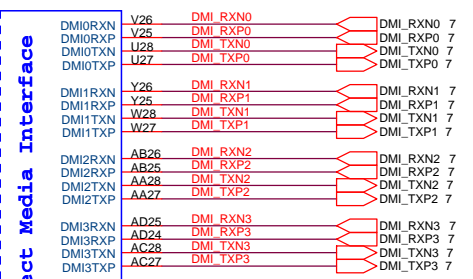 DMI0RXN V26 DMI_RXN0 DMI_RXN0 7
DMI0RXP V25 DMI_RXP0 DMI_RXP0 7
DMI0TXN U28 DMI_TXN0 DMI_TXN0 7
DMI0TXP U27 DMI_TXP0 DMI_TXP0 7
DMI1RXN Y26 DMI_RXN1 DMI_RXN1 7
DMI1RXP Y25 DMI_RXP1 DMI_RXP1 7
DMI1TXN W28 DMI_TXN1 DMI_TXN1 7
DMI1TXP W27 DMI_TXP1 DMI_TXP1 7
DMI2RXN AB26 DMI_RXN2 DMI_RXN2 7
DMI2RXP AB25 DMI_RXP2 DMI_RXP2 7
DMI2TXN AA28 DMI_TXN2 DMI_TXN2 7
DMI2TXP AA27 DMI_TXP2 DMI_TXP2 7
DMI3RXN AD25 DMI_RXN3 DMI_RXN3 7
DMI3RXP AD24 DMI_RXP3 DMI_RXP3 7
DMI3TXN AC28 DMI_TXN3 DMI_TXN3 7
DMI3TXP AC27 DMI_TXP3 DMI_TXP3 7
ect Media Interface